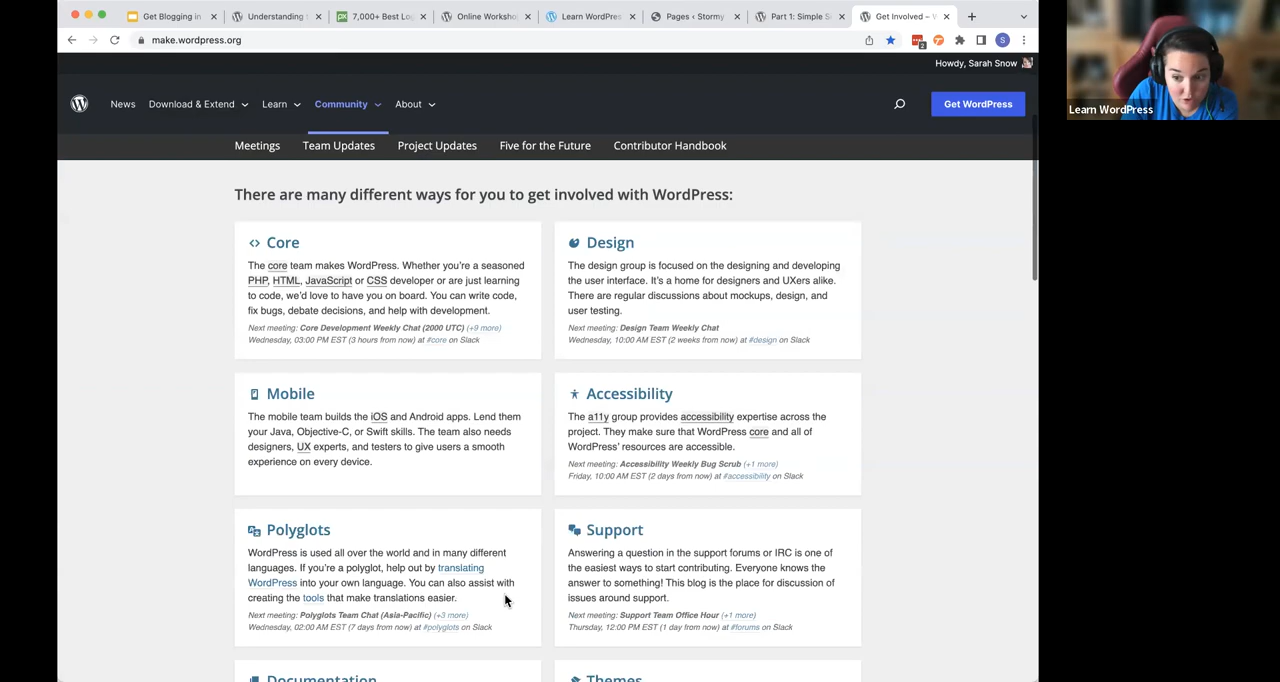 Get Blogging in
Understanding
7,000+ Best Lo
Online Worksho
Learn WordPres
Pages ‹ Stormy
Part 1: Simple S
Get Involved – W
make.wordpress.org
2
S
Howdy, Sarah Snow
News
Download & Extend
Learn
Community
About
Get WordPress
Meetings
Team Updates
Project Updates
Five for the Future
Contributor Handbook
There are many different ways for you to get involved with WordPress:
Core
The core team makes WordPress. Whether you're a seasoned
PHP, HTML, JavaScript or CSS developer or are just learning
to code, we'd love to have you on board. You can write code,
fix bugs, debate decisions, and help with development.
Next meeting: Core Development Weekly Chat (2000 UTC) (+9 more)
Wednesday, 03:00 PM EST (3 hours from now) at #core on Slack
Design
The design group is focused on the designing and developing
the user interface. It's a home for designers and UXers alike.
There are regular discussions about mockups, design, and
user testing.
Next meeting: Design Team Weekly Chat
Wednesday, 10:00 AM EST (2 weeks from now) at #design on Slack
Mobile
The mobile team builds the iOS and Android apps. Lend them
your Java, Objective-C, or Swift skills. The team also needs
designers, UX experts, and testers to give users a smooth
experience on every device.
Accessibility
The a11y group provides accessibility expertise across the
project. They make sure that WordPress core and all of
WordPress' resources are accessible.
Next meeting: Accessibility Weekly Bug Scrub (+1 more)
Friday, 10:00 AM EST (2 days from now) at #accessibility on Slack
Polyglots
WordPress is used all over the world and in many different
languages. If you're a polyglot, help out by translating
WordPress into your own language. You can also assist with
creating the tools that make translations easier.
Next meeting: Polyglots Team Chat (Asia-Pacific) (+3 more)
Wednesday, 02:00 AM EST (7 days from now) at #polyglots on Slack
Support
Answering a question in the support forums or IRC is one of
the easiest ways to start contributing. Everyone knows the
answer to something! This blog is the place for discussion of
issues around support.
Next meeting: Support Team Office Hour (+1 more)
Thursday, 12:00 PM EST (1 day from now) at #forums on Slack
Documentation
Themes
Learn WordPress